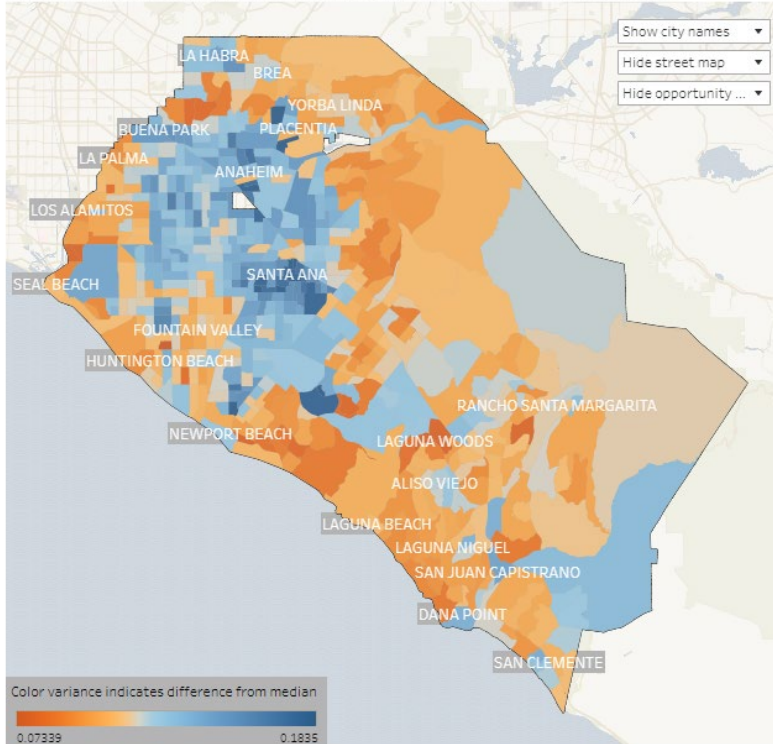 Show city names
Hide street map
Hide opportunity ...
LA HABRA
BREA
YORBA LINDA
BUENA PARK
PLACENTIA
LA PALMA
ANAHEIM
LOS ALAMITOS
SANTA ANA
SEAL BEACH
FOUNTAIN VALLEY
HUNTINGTON BEACH
RANCHO SANTA MARGARITA
NEWPORT BEACH
LAGUNA WOODS
ALISO VIEJO
LAGUNA BEACH
LAGUNA NIGUEL
SAN JUAN CAPISTRANO
DANA POINT
SAN CLEMENTE
Color variance indicates difference from median
0.07339
0.1835